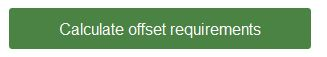 Calculate offset requirements